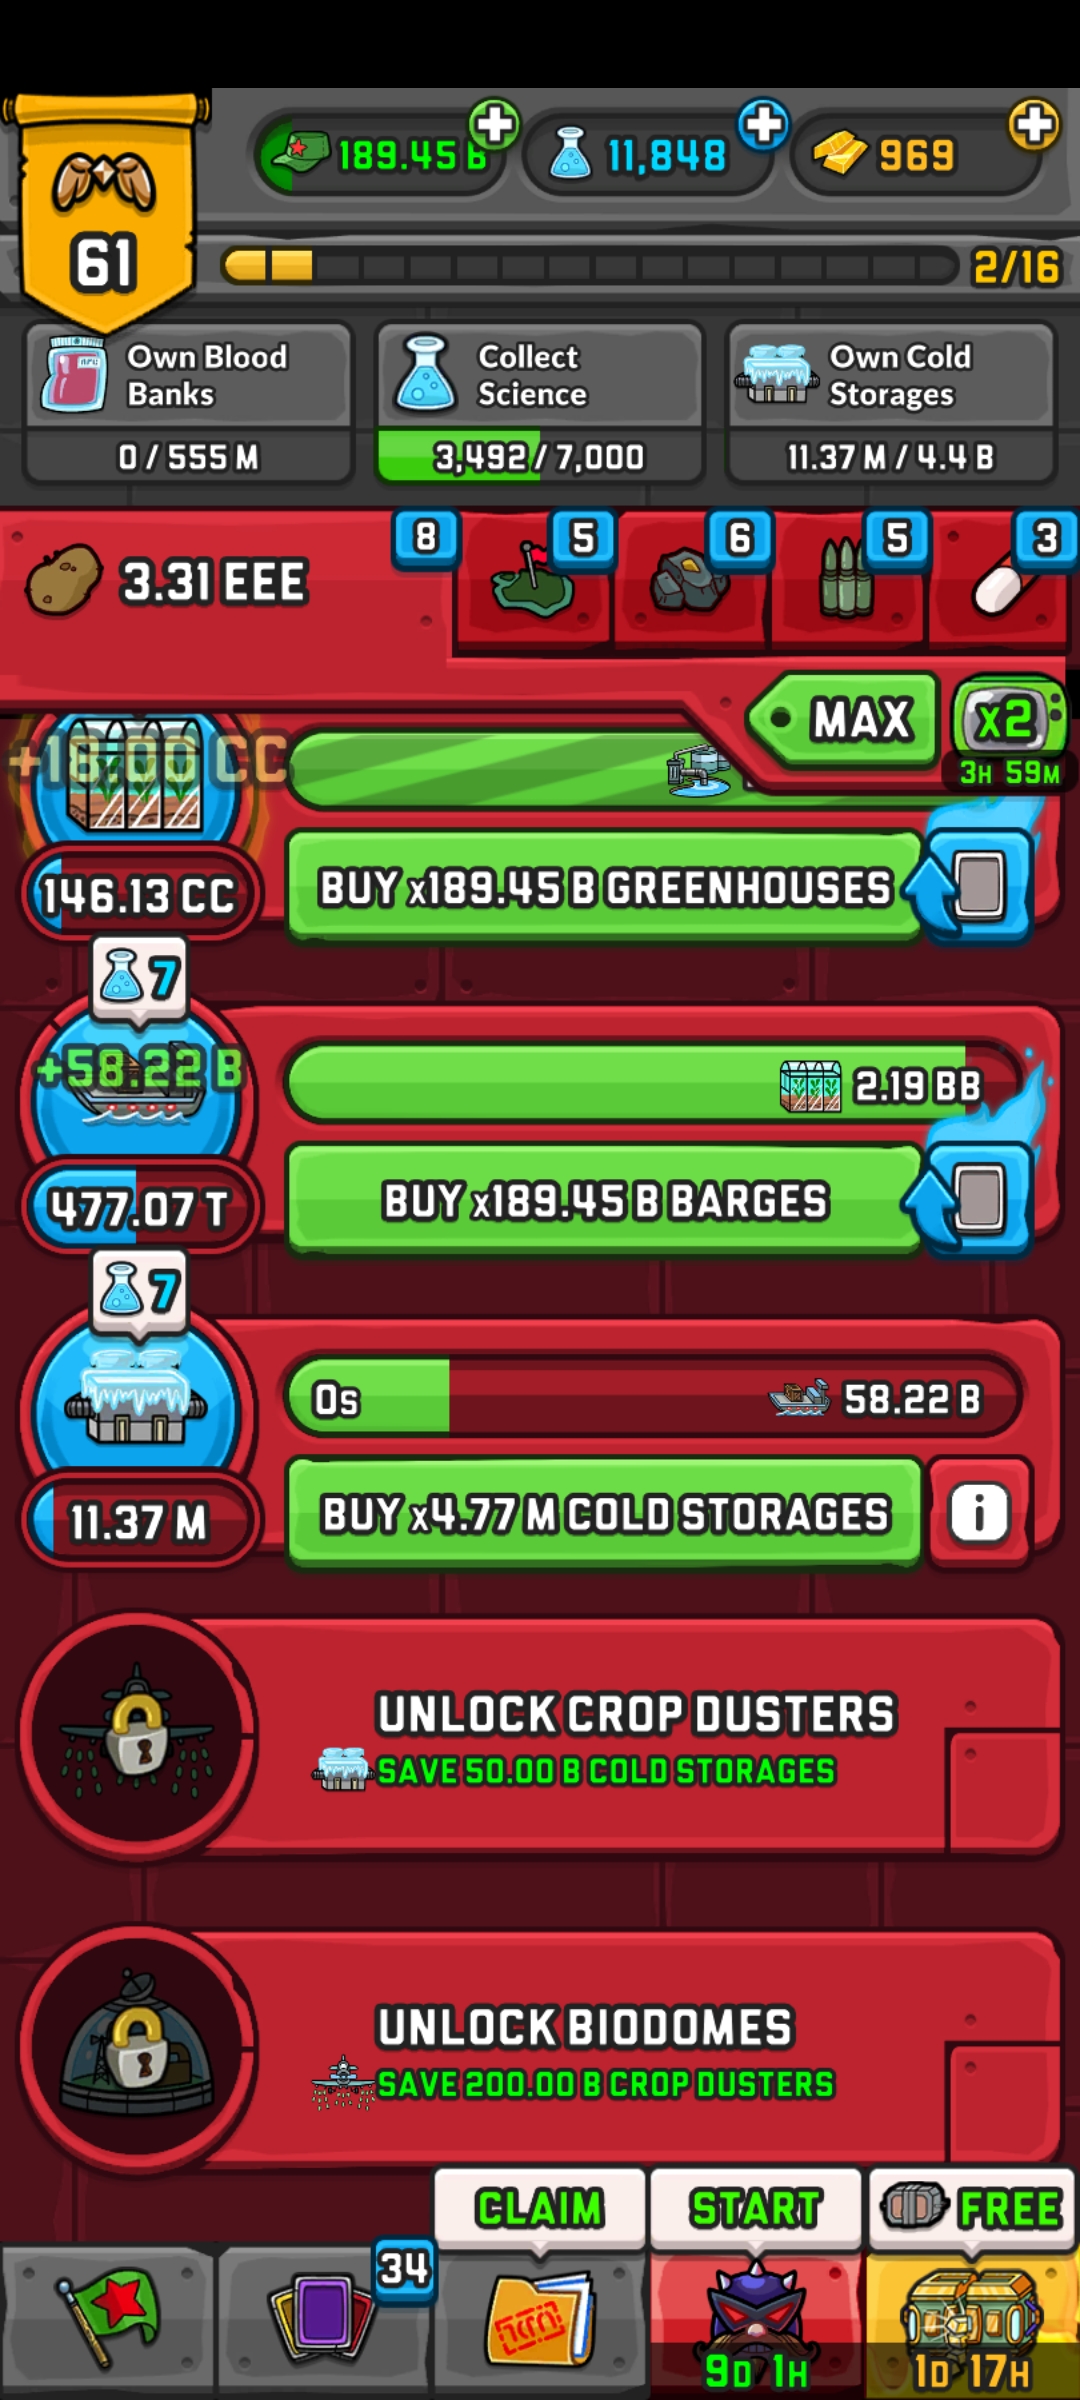 189.45 B
11,848
969
61
2/16
Own Blood
Banks
0 / 555 M
Collect
Science
3,492 / 7,000
Own Cold
Storages
11.37 M / 4.4 B
3.31 EEE
8
5
6
5
3
MAX
x2
3H 59M
+18.00 CC
146.13 CC
BUY x189.45 B GREENHOUSES
7
+58.22 B
2.19 BB
477.07 T
BUY x189.45 B BARGES
7
0s
58.22 B
11.37 M
BUY x4.77 M COLD STORAGES
i
UNLOCK CROP DUSTERS
SAVE 50.00 B COLD STORAGES
UNLOCK BIODOMES
SAVE 200.00 B CROP DUSTERS
CLAIM
START
FREE
34
9D 1H
1D 17H